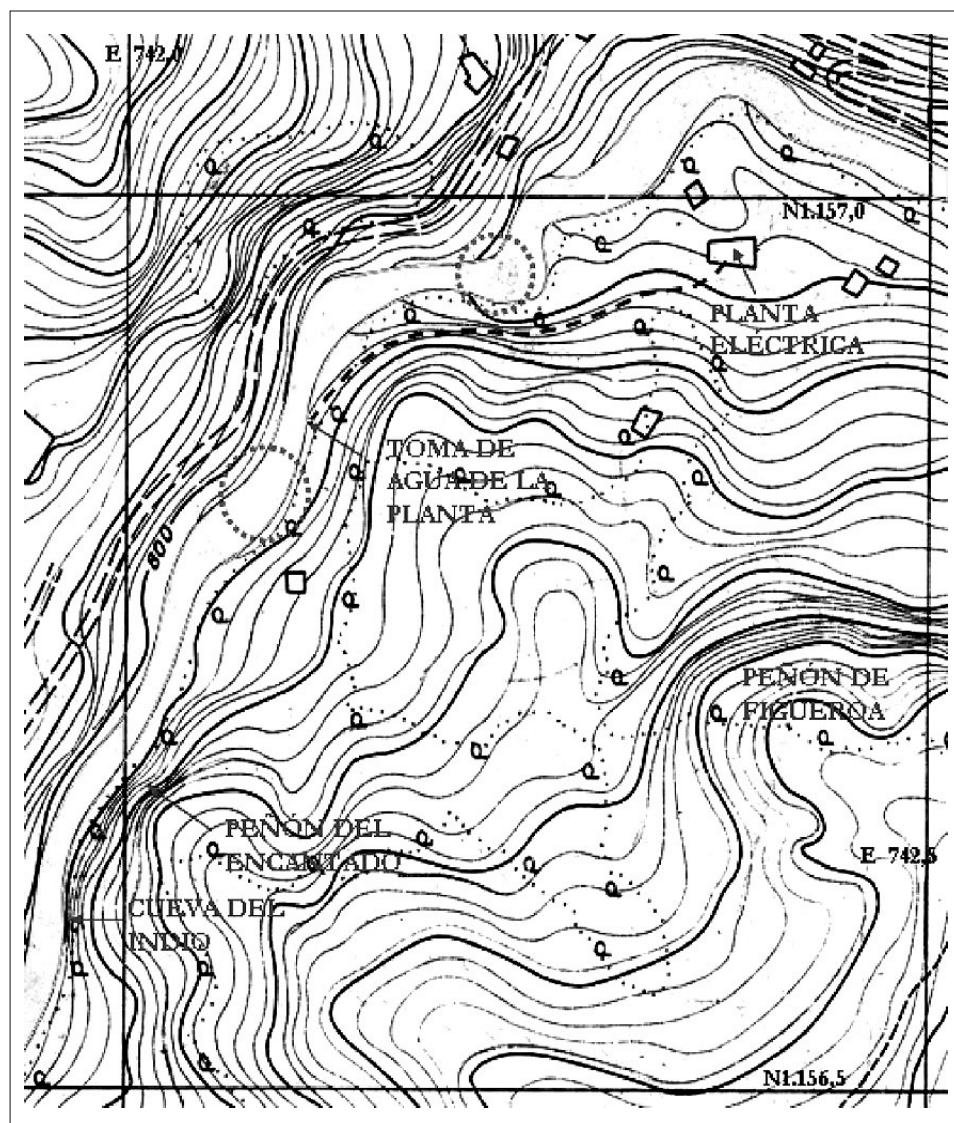 E 742,0
N1.157,0
PLANTA
ELECTRICA
TOMA DE
AGUA DE LA
PLANTA
800
PEÑON DE
FIGUEROA
PEÑÓN DEL
ENCANTADO
E 742,5
CUEVA DEL
INDIO
N1.156,5